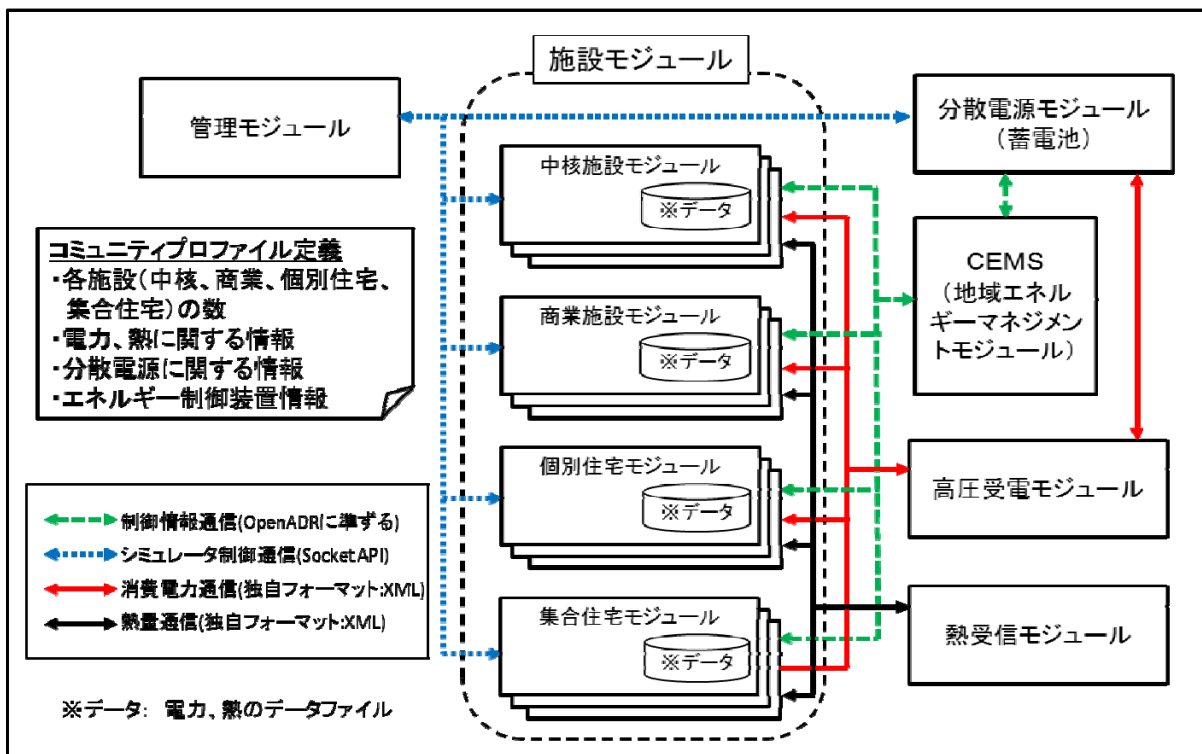 施設モジュール
管理モジュール
分散電源モジュール
（蓄電池）
中核施設モジュール
※データ
コミュニティプロファイル定義
・各施設（中核、商業、個別住宅、
集合住宅）の数
・電力、熱に関する情報
・分散電源に関する情報
・エネルギー制御装置情報
CEMS
（地域エネル
ギーマネジメン
トモジュール）
商業施設モジュール
※データ
個別住宅モジュール
※データ
高圧受電モジュール
制御情報通信(OpenADRに準ずる)
シミュレータ制御通信(Socket API)
消費電力通信(独自フォーマット:XML)
熱量通信(独自フォーマット:XML)
集合住宅モジュール
※データ
熱受信モジュール
※データ： 電力、熱のデータファイル